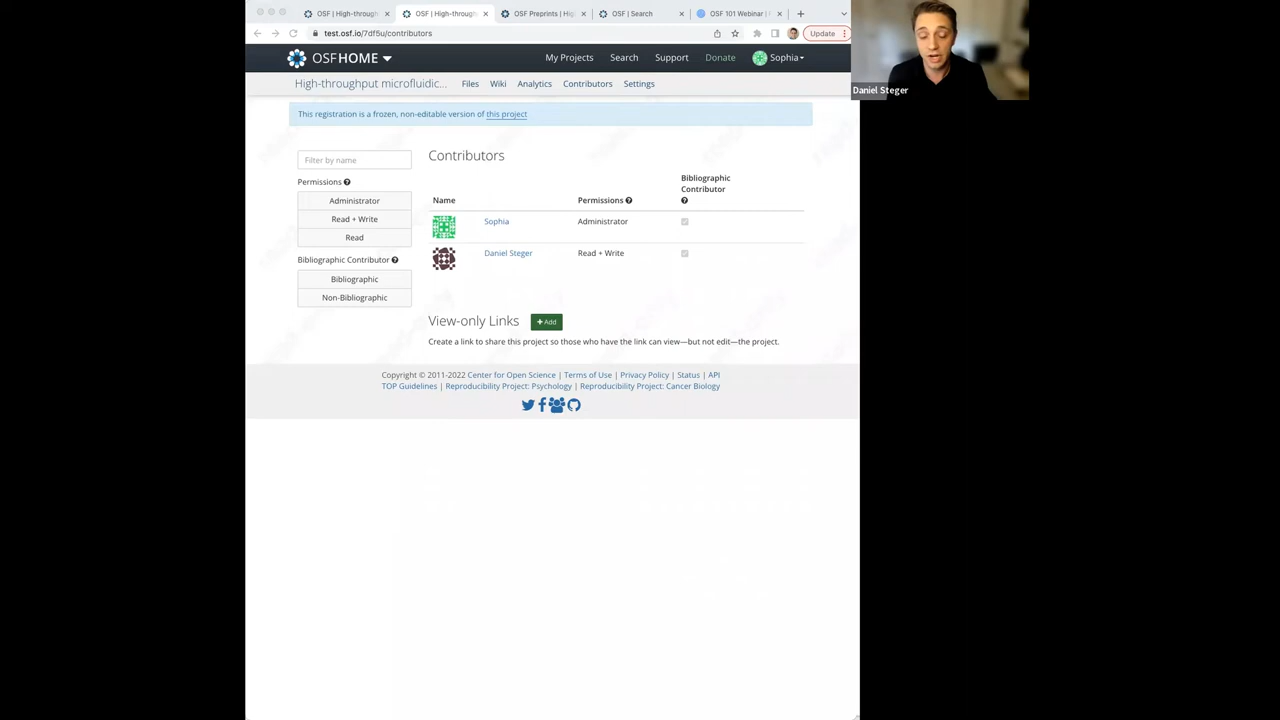 OSF | High-through
OSF | High-through
OSF Preprints | Hig
OSF | Search
OSF 101 Webinar |
test.osf.io/7df5u/contributors
Update
OSFHOME
My Projects
Search
Support
Donate
Sophia
Daniel Steger
High-throughput microfluidic...
Files
Wiki
Analytics
Contributors
Settings
This registration is a frozen, non-editable version of this project
Filter by name
Permissions
Administrator
Read + Write
Read
Bibliographic Contributor
Bibliographic
Non-Bibliographic
Contributors
Name
Permissions
Bibliographic
Contributor
Sophia
Administrator
Daniel Steger
Read + Write
View-only Links
+ Add
Create a link to share this project so those who have the link can view—but not edit—the project.
Copyright © 2011-2022 Center for Open Science | Terms of Use | Privacy Policy | Status | API
TOP Guidelines | Reproducibility Project: Psychology | Reproducibility Project: Cancer Biology